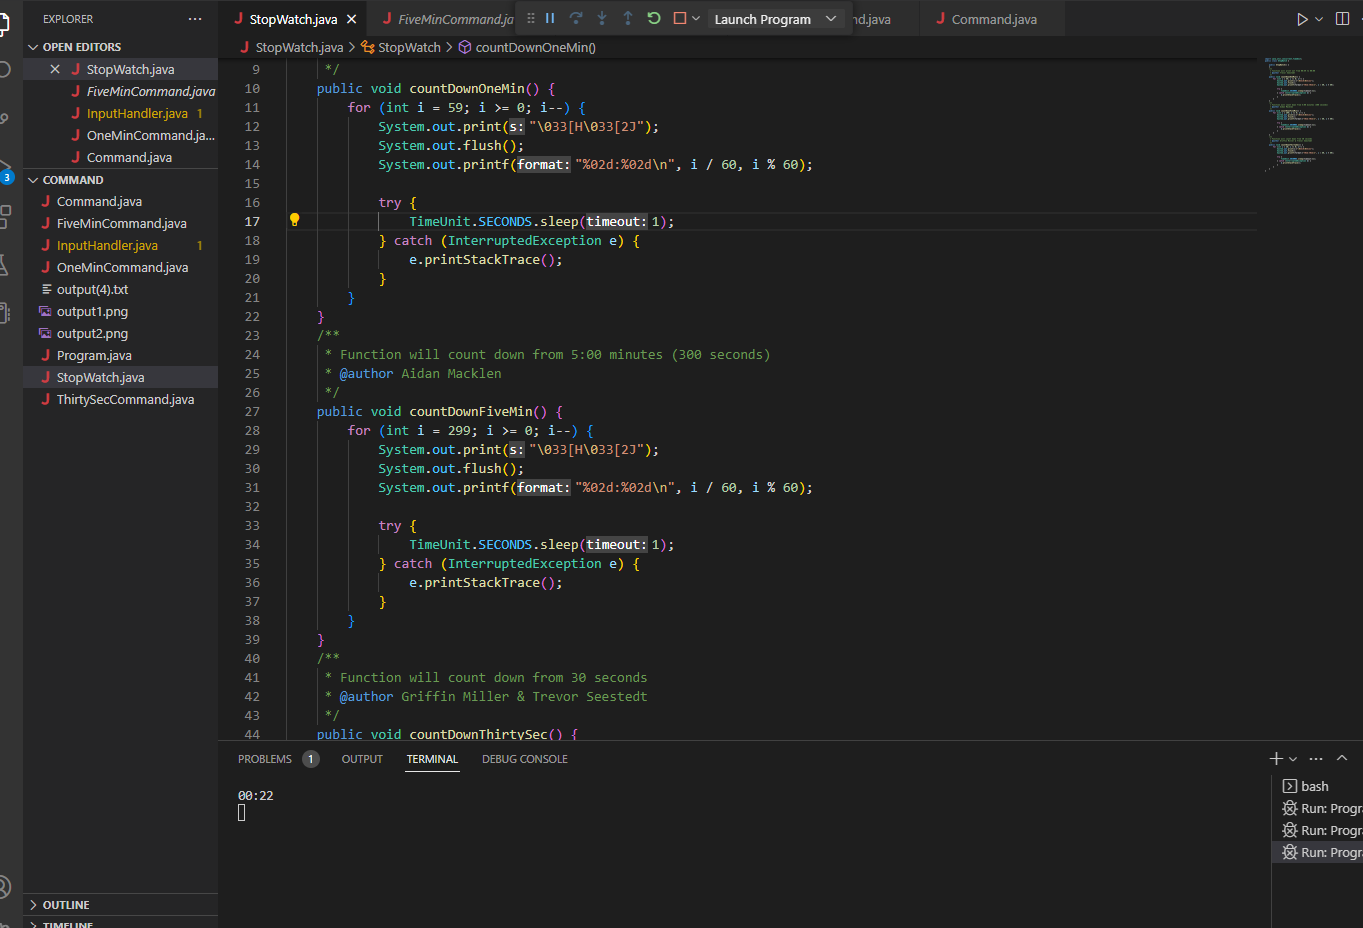 EXPLORER ···
OPEN EDITORS
StopWatch.java
FiveMinCommand.java
InputHandler.java 1
OneMinCommand.ja...
Command.java
COMMAND
Command.java
FiveMinCommand.java
InputHandler.java 1
OneMinCommand.java
output(4).txt
output1.png
output2.png
Program.java
StopWatch.java
ThirtySecCommand.java
OUTLINE
TIMELINE
3
StopWatch.java FiveMinCommand.ja Launch Program nd.java Command.java
StopWatch.java > StopWatch > countDownOneMin()
9 */
10 public void countDownOneMin() {
11 for (int i = 59; i >= 0; i--) {
12 System.out.print(s: "\033[H\033[2J");
13 System.out.flush();
14 System.out.printf(format: "%02d:%02d\n", i / 60, i % 60);
15
16 try {
17 TimeUnit.SECONDS.sleep(timeout: 1);
18 } catch (InterruptedException e) {
19 e.printStackTrace();
20 }
21 }
22 }
23 /**
24 * Function will count down from 5:00 minutes (300 seconds)
25 * @author Aidan Macklen
26 */
27 public void countDownFiveMin() {
28 for (int i = 299; i >= 0; i--) {
29 System.out.print(s: "\033[H\033[2J");
30 System.out.flush();
31 System.out.printf(format: "%02d:%02d\n", i / 60, i % 60);
32
33 try {
34 TimeUnit.SECONDS.sleep(timeout: 1);
35 } catch (InterruptedException e) {
36 e.printStackTrace();
37 }
38 }
39 }
40 /**
41 * Function will count down from 30 seconds
42 * @author Griffin Miller & Trevor Seestedt
43 */
44 public void countDownThirtySec() {
PROBLEMS 1 OUTPUT TERMINAL DEBUG CONSOLE
00:22
bash
Run: Progr
Run: Progr
Run: Progr